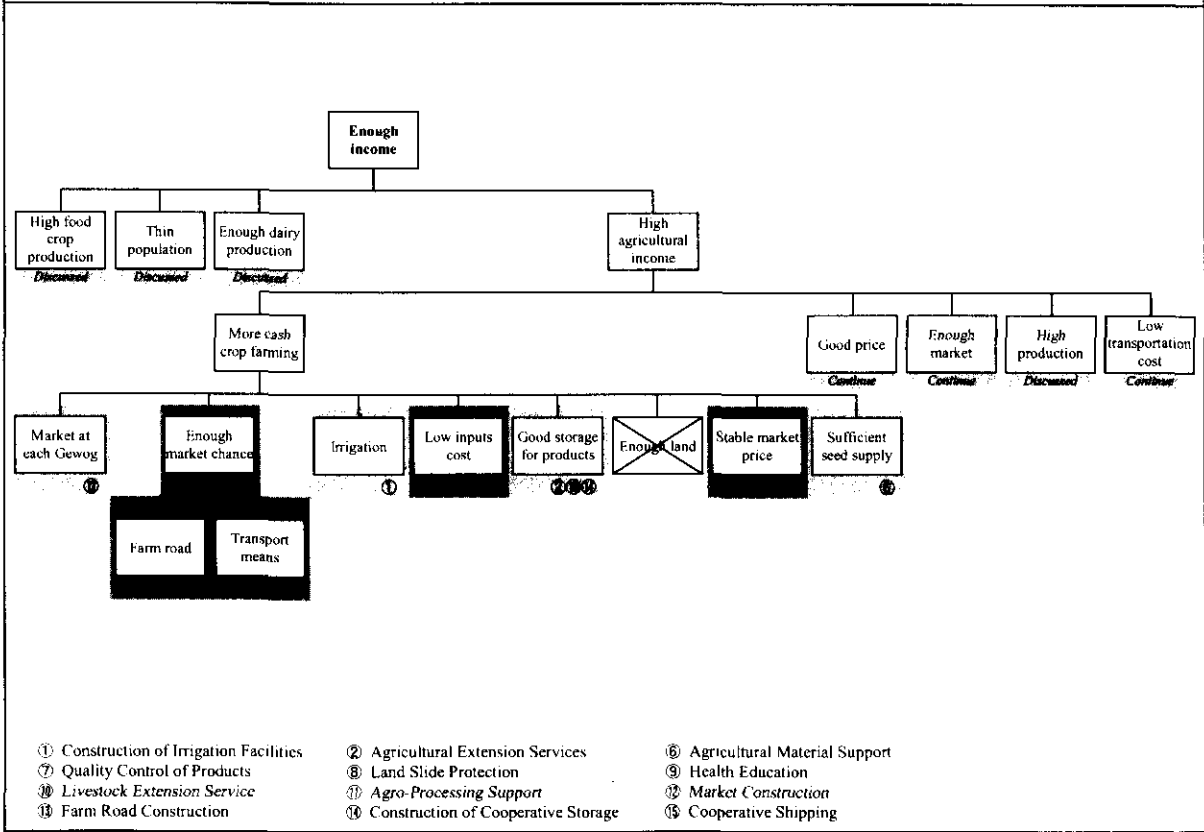 Enough
income
High food
crop
production
Discussed
Thin
population
Discussed
Enough dairy
production
Discussed
High
agricultural
income
More cash
crop farming
Good price
Continue
Enough
market
Continue
High
production
Discussed
Low
transportation
cost
Continue
Market at
each Gewog
⑫
Enough
market chance
Irrigation
①
Low inputs
cost
Good storage
for products
②
⑭
Enough land
Stable market
price
Sufficient
seed supply
⑥
Farm road
Transport
means
① Construction of Irrigation Facilities
② Agricultural Extension Services
⑥ Agricultural Material Support
⑦ Quality Control of Products
⑧ Land Slide Protection
⑨ Health Education
⑩ Livestock Extension Service
⑪ Agro-Processing Support
⑫ Market Construction
⑬ Farm Road Construction
⑭ Construction of Cooperative Storage
⑮ Cooperative Shipping